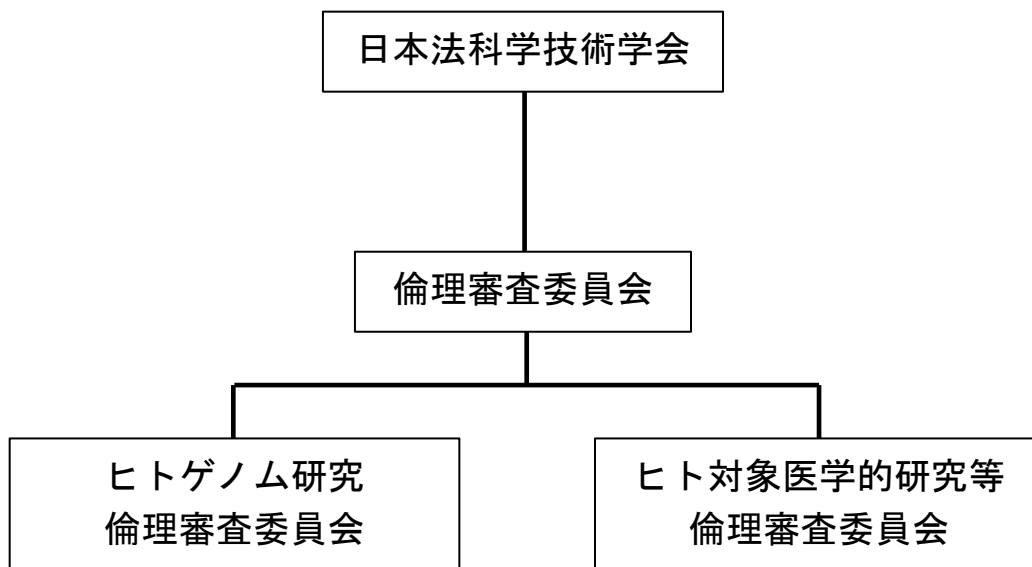 日本法科学技術学会
倫理審査委員会
ヒトゲノム研究
倫理審査委員会
ヒト対象医学的研究等
倫理審査委員会